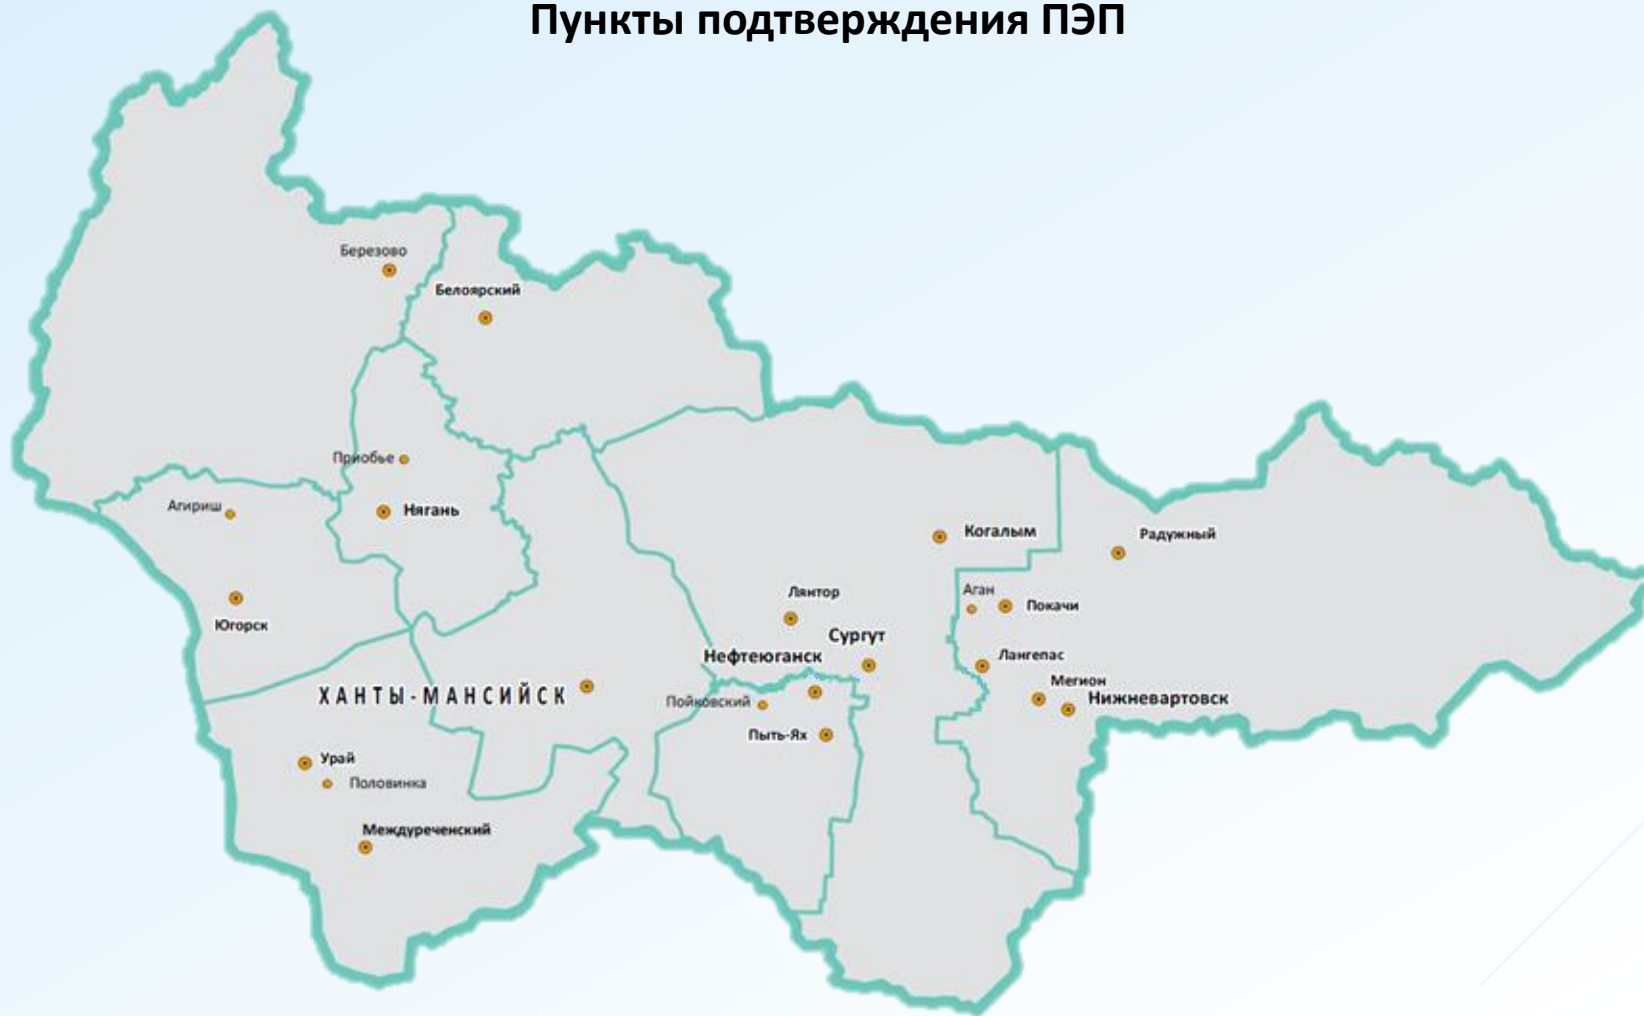 Пункты подтверждения ПЭП
Березово
Белоярский
Приобье
Агириш
Нягань
Когалым
Радужный
Аган
Лянтор
Покачи
Югорск
Сургут
Нефтеюганск
Лангепас
Мегион
ХАНТЫ-МАНСИЙСК
Пойковский
Нижневартовск
Пыть-Ях
Урай
Половинка
Междуреченский